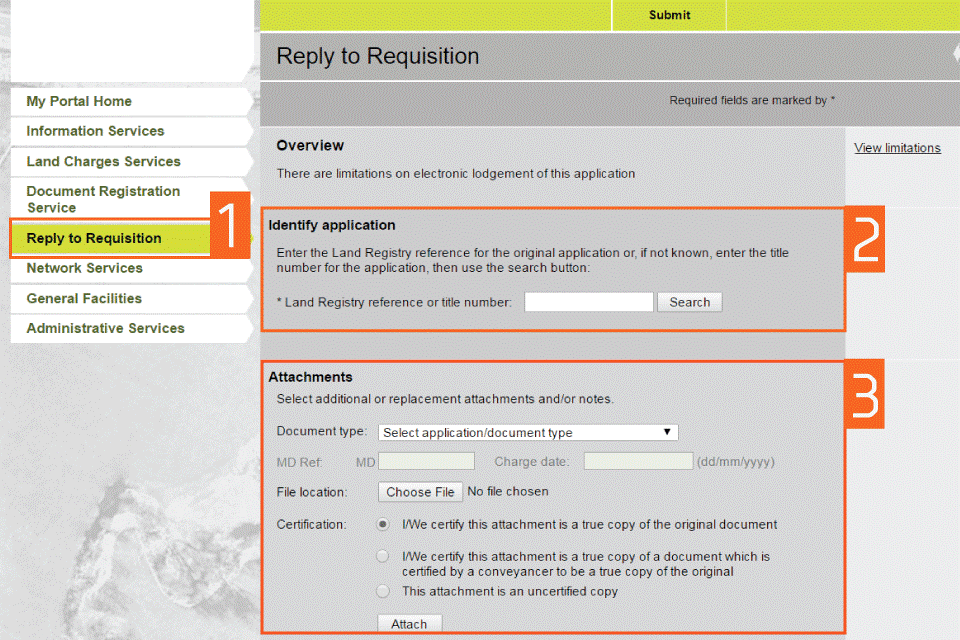 Submit
Reply to Requisition
Required fields are marked by *
My Portal Home
Information Services
Land Charges Services
Document Registration
Service
Reply to Requisition
Network Services
General Facilities
Administrative Services
1
Overview
There are limitations on electronic lodgement of this application
View limitations
Identify application
Enter the Land Registry reference for the original application or, if not known, enter the title
number for the application, then use the search button:
* Land Registry reference or title number: Search
2
Attachments
Select additional or replacement attachments and/or notes.
Document type: Select application/document type ▼
MD Ref: MD Charge date: (dd/mm/yyyy)
File location: Choose File No file chosen
Certification: I/We certify this attachment is a true copy of the original document
I/We certify this attachment is a true copy of a document which is
certified by a conveyancer to be a true copy of the original
This attachment is an uncertified copy
Attach
3